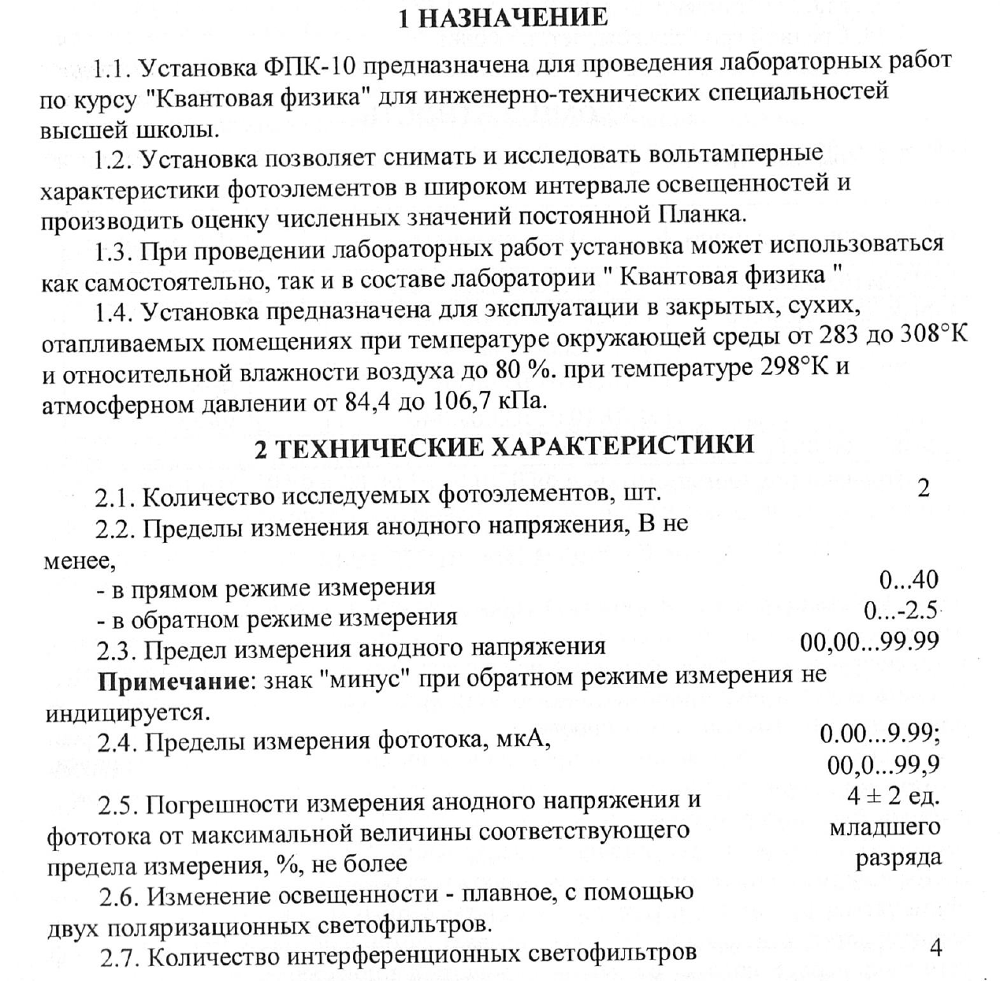 1 НАЗНАЧЕНИЕ
1.1. Установка ФПК-10 предназначена для проведения лабораторных работ
по курсу "Квантовая физика" для инженерно-технических специальностей
высшей школы.
1.2. Установка позволяет снимать и исследовать вольтамперные
характеристики фотоэлементов в широком интервале освещенностей и
производить оценку численных значений постоянной Планка.
1.3. При проведении лабораторных работ установка может использоваться
как самостоятельно, так и в составе лаборатории " Квантовая физика "
1.4. Установка предназначена для эксплуатации в закрытых, сухих,
отапливаемых помещениях при температуре окружающей среды от 283 до 308°К
и относительной влажности воздуха до 80 %. при температуре 298°К и
атмосферном давлении от 84,4 до 106,7 кПа.
2 ТЕХНИЧЕСКИЕ ХАРАКТЕРИСТИКИ
2.1. Количество исследуемых фотоэлементов, шт. 2
2.2. Пределы изменения анодного напряжения, В не
менее,
- в прямом режиме измерения 0...40
- в обратном режиме измерения 0...-2.5
2.3. Предел измерения анодного напряжения 00,00...99.99
Примечание: знак "минус" при обратном режиме измерения не
индицируется.
2.4. Пределы измерения фототока, мкА, 0.00...9.99;
00,0...99,9
2.5. Погрешности измерения анодного напряжения и 4 ± 2 ед.
фототока от максимальной величины соответствующего младшего
предела измерения, %, не более разряда
2.6. Изменение освещенности - плавное, с помощью
двух поляризационных светофильтров.
2.7. Количество интерференционных светофильтров 4